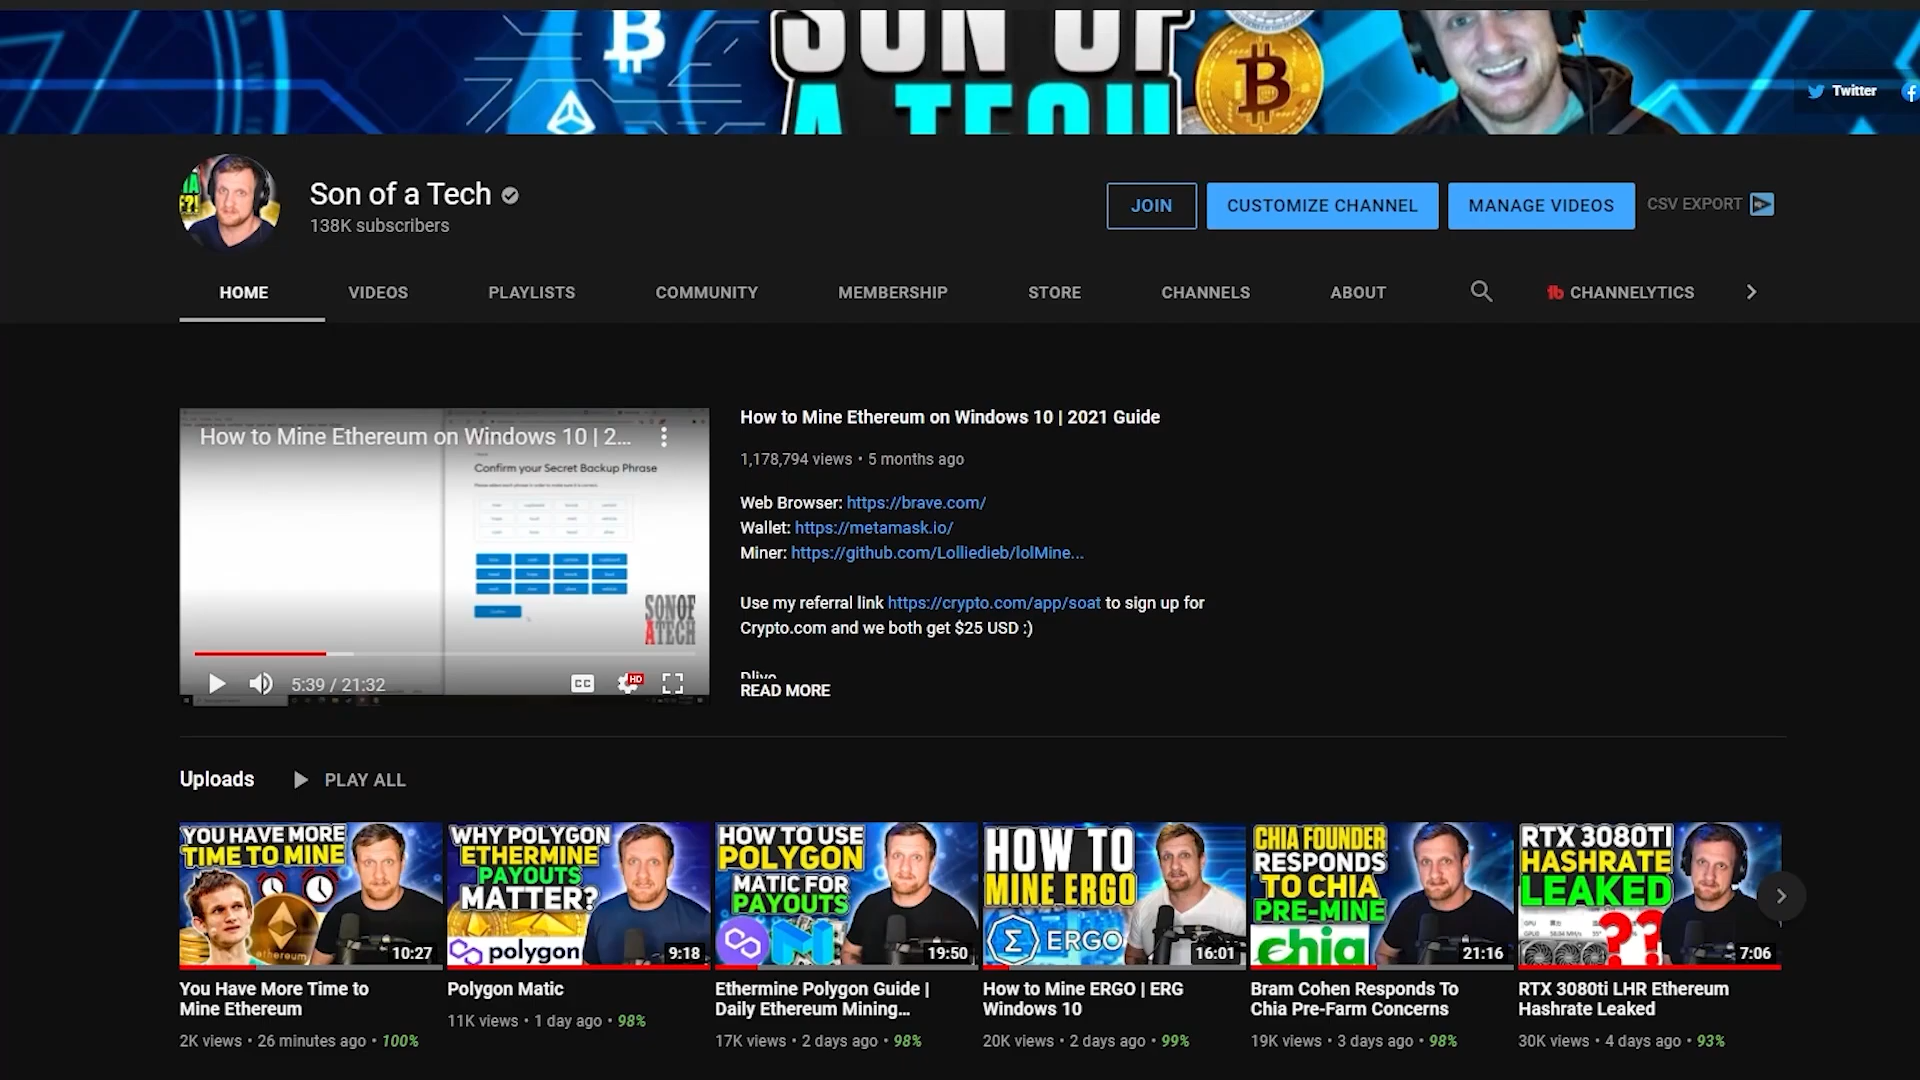 SON OF
A TECH
Twitter
Son of a Tech
138K subscribers
JOIN
CUSTOMIZE CHANNEL
MANAGE VIDEOS
CSV EXPORT
HOME
VIDEOS
PLAYLISTS
COMMUNITY
MEMBERSHIP
STORE
CHANNELS
ABOUT
CHANNELYTICS
How to Mine Ethereum on Windows 10 | 2...
Confirm your Secret Backup Phrase
SON OF
A TECH
5:39 / 21:32
CC
HD
How to Mine Ethereum on Windows 10 | 2021 Guide
1,178,794 views • 5 months ago
Web Browser: https://brave.com/
Wallet: https://metamask.io/
Miner: https://github.com/Lolliedieb/lolMine...
Use my referral link https://crypto.com/app/soat to sign up for
Crypto.com and we both get $25 USD :)
Dlive
READ MORE
Uploads
PLAY ALL
YOU HAVE MORE
TIME TO MINE
ethereum
10:27
You Have More Time to
Mine Ethereum
2K views • 26 minutes ago • 100%
WHY POLYGON
ETHERMINE
PAYOUTS
MATTER?
polygon
9:18
Polygon Matic
11K views • 1 day ago • 98%
HOW TO USE
POLYGON
MATIC FOR
PAYOUTS
19:50
Ethermine Polygon Guide |
Daily Ethereum Mining...
17K views • 2 days ago • 98%
HOW TO
MINE ERGO
Σ ERGO
16:01
How to Mine ERGO | ERG
Windows 10
20K views • 2 days ago • 99%
CHIA FOUNDER
RESPONDS
TO CHIA
PRE-MINE
chia
21:16
Bram Cohen Responds To
Chia Pre-Farm Concerns
19K views • 3 days ago • 98%
RTX 3080TI
HASHRATE
LEAKED
??
7:06
RTX 3080ti LHR Ethereum
Hashrate Leaked
30K views • 4 days ago • 93%